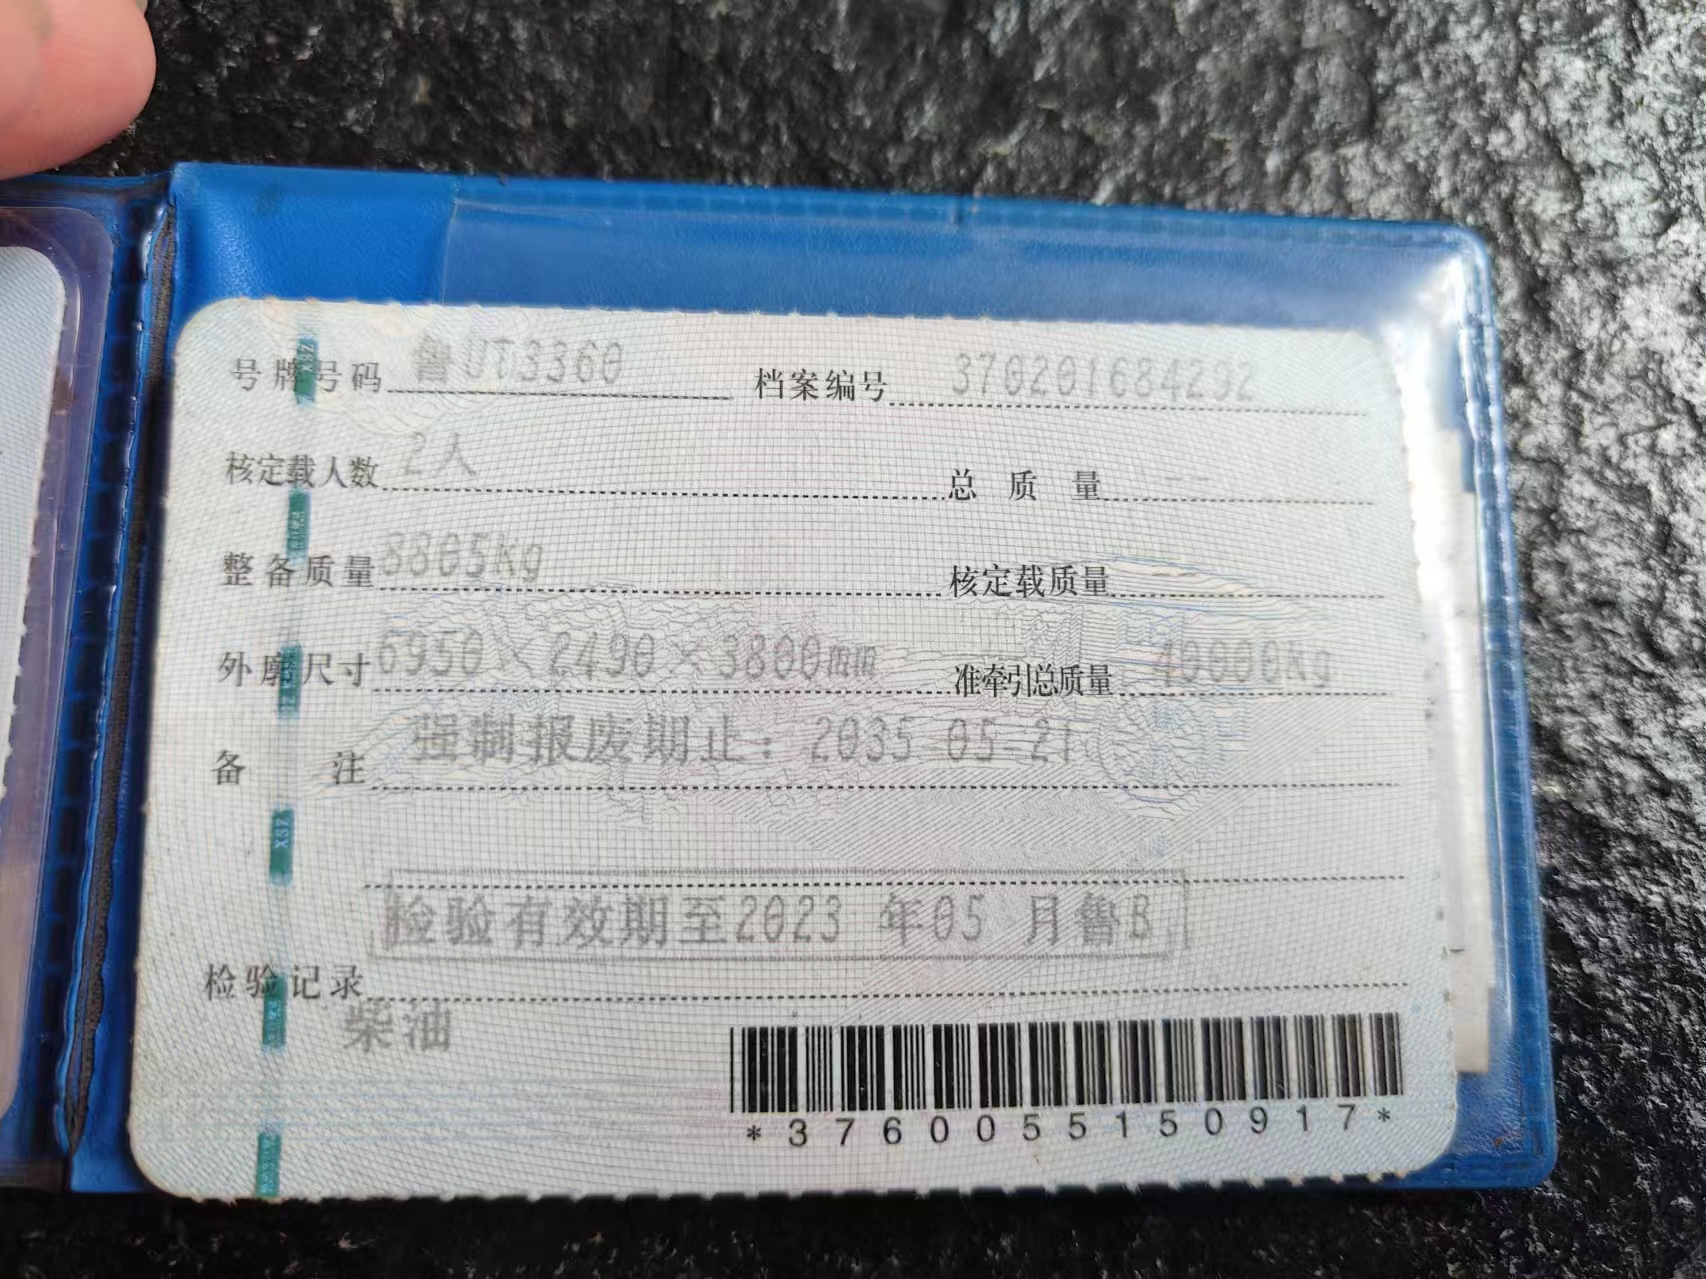 号牌号码 鲁UT3360 档案编号 370201684292
核定载人数 2人 总质量 --
整备质量 8805Kg 核定载质量 --
外廓尺寸 6950×2490×3800mm 准牵引总质量 40000Kg
备注 强制报废期止：2035-05-21
检验有效期至2023 年05 月鲁B
检验记录
柴油
*3760055150917*